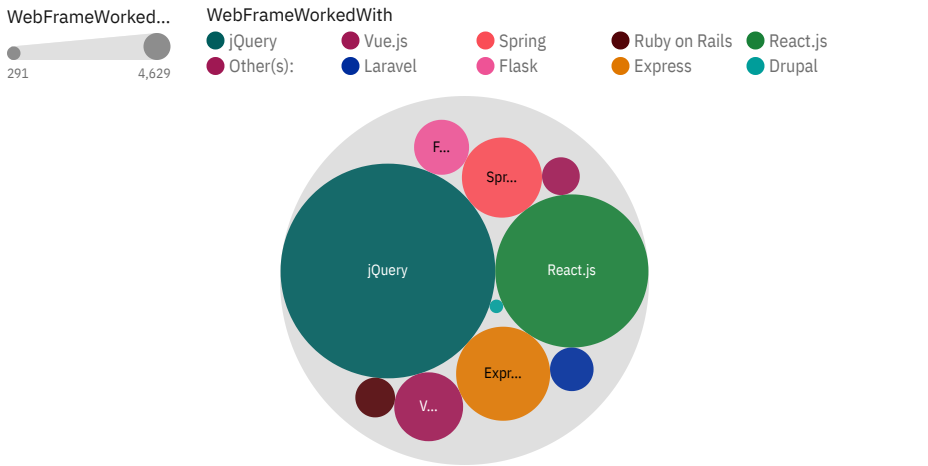 WebFrameWorked...
291 4,629
WebFrameWorkedWith
jQuery Vue.js Spring Ruby on Rails React.js
Other(s): Laravel Flask Express Drupal
F...
Spr...
jQuery
React.js
Expr...
V...